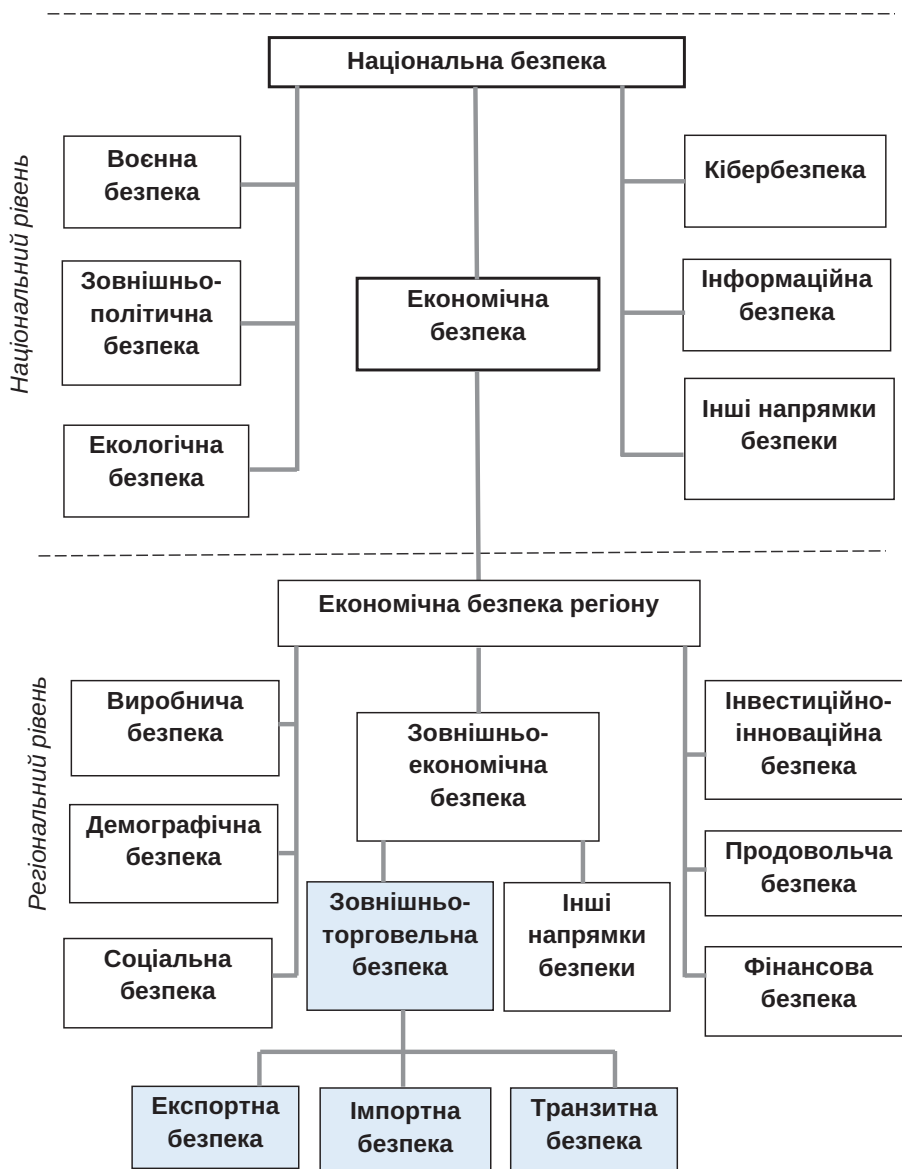 Національна безпека
Національний рівень
Воєнна
безпека
Кібербезпека
Зовнішньо-
політична
безпека
Економічна
безпека
Інформаційна
безпека
Екологічна
безпека
Інші напрямки
безпеки
Економічна безпека регіону
Регіональний рівень
Виробнича
безпека
Зовнішньо-
економічна
безпека
Інвестиційно-
інноваційна
безпека
Демографічна
безпека
Продовольча
безпека
Зовнішньо-
торговельна
безпека
Інші
напрямки
безпеки
Соціальна
безпека
Фінансова
безпека
Експортна
безпека
Імпортна
безпека
Транзитна
безпека